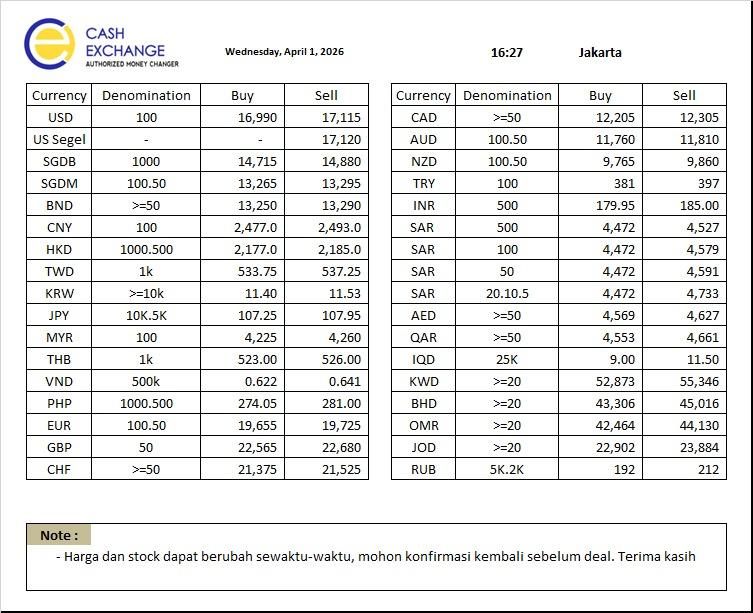 CASH
EXCHANGE
AUTHORIZED MONEY CHANGER
Wednesday, April 1, 2026 16:27 Jakarta
Currency Denomination Buy Sell
USD 100 16,990 17,115
US Segel - - 17,120
SGDB 1000 14,715 14,880
SGDM 100.50 13,265 13,295
BND >=50 13,250 13,290
CNY 100 2,477.0 2,493.0
HKD 1000.500 2,177.0 2,185.0
TWD 1k 533.75 537.25
KRW >=10k 11.40 11.53
JPY 10K.5K 107.25 107.95
MYR 100 4,225 4,260
THB 1k 523.00 526.00
VND 500k 0.622 0.641
PHP 1000.500 274.05 281.00
EUR 100.50 19,655 19,725
GBP 50 22,565 22,680
CHF >=50 21,375 21,525
Currency Denomination Buy Sell
CAD >=50 12,205 12,305
AUD 100.50 11,760 11,810
NZD 100.50 9,765 9,860
TRY 100 381 397
INR 500 179.95 185.00
SAR 500 4,472 4,527
SAR 100 4,472 4,579
SAR 50 4,472 4,591
SAR 20.10.5 4,472 4,733
AED >=50 4,569 4,627
QAR >=50 4,553 4,661
IQD 25K 9.00 11.50
KWD >=20 52,873 55,346
BHD >=20 43,306 45,016
OMR >=20 42,464 44,130
JOD >=20 22,902 23,884
RUB 5K.2K 192 212
Note :
- Harga dan stock dapat berubah sewaktu-waktu, mohon konfirmasi kembali sebelum deal. Terima kasih